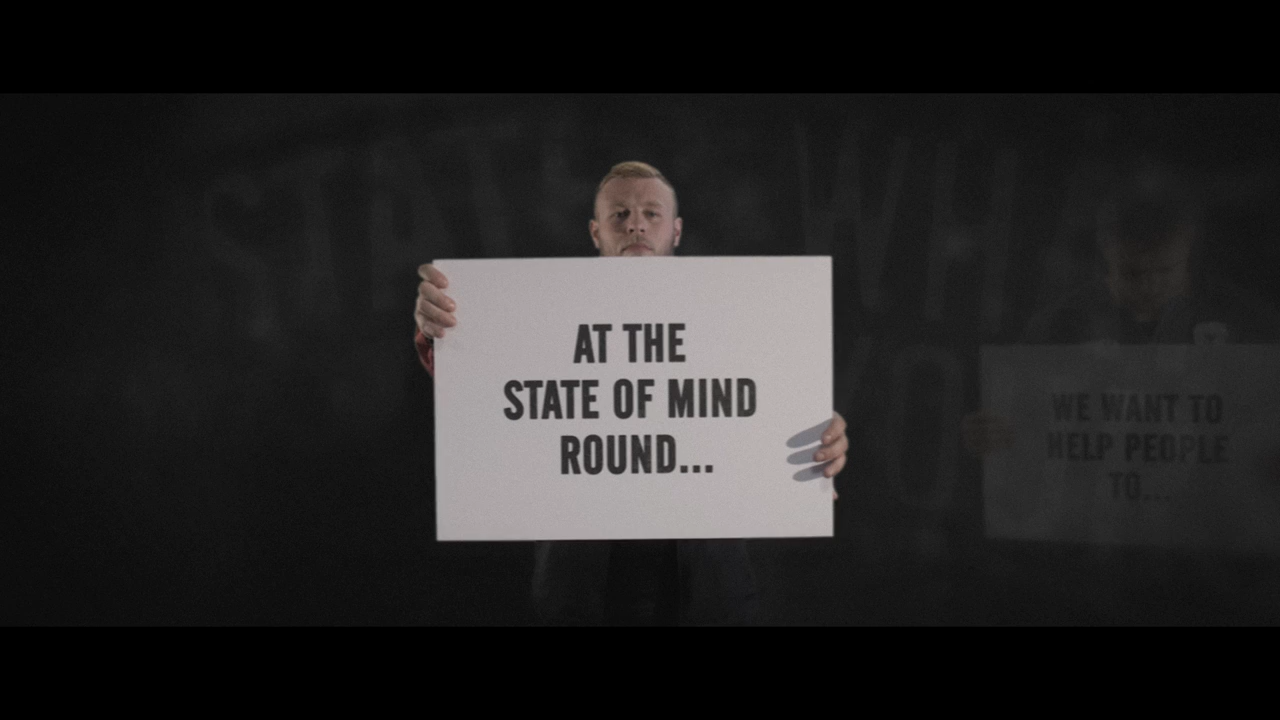 AT THE
STATE OF MIND
ROUND...
WE WANT TO
HELP PEOPLE
TO...